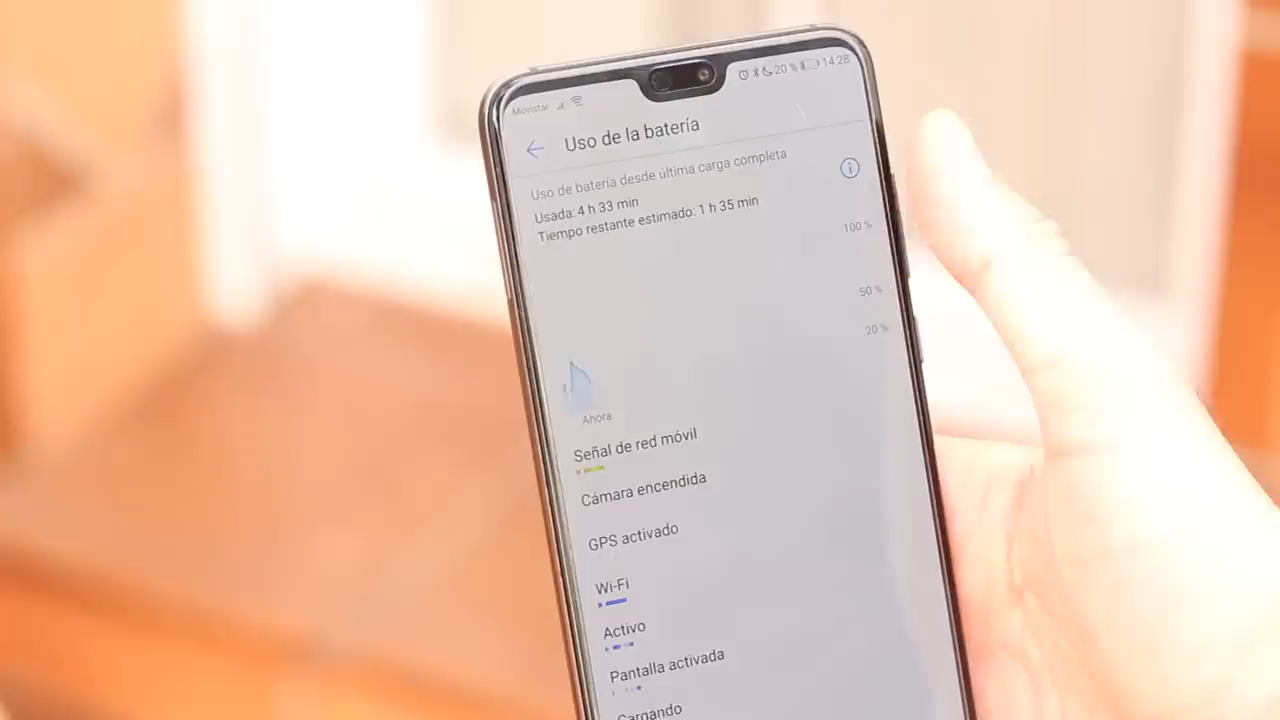 Movistar 20 % 14:28
Uso de la batería
Uso de batería desde última carga completa
Usada: 4 h 33 min
Tiempo restante estimado: 1 h 35 min
100 %
50 %
20 %
Ahora
Señal de red móvil
Cámara encendida
GPS activado
Wi-Fi
Activo
Pantalla activada
Cargando